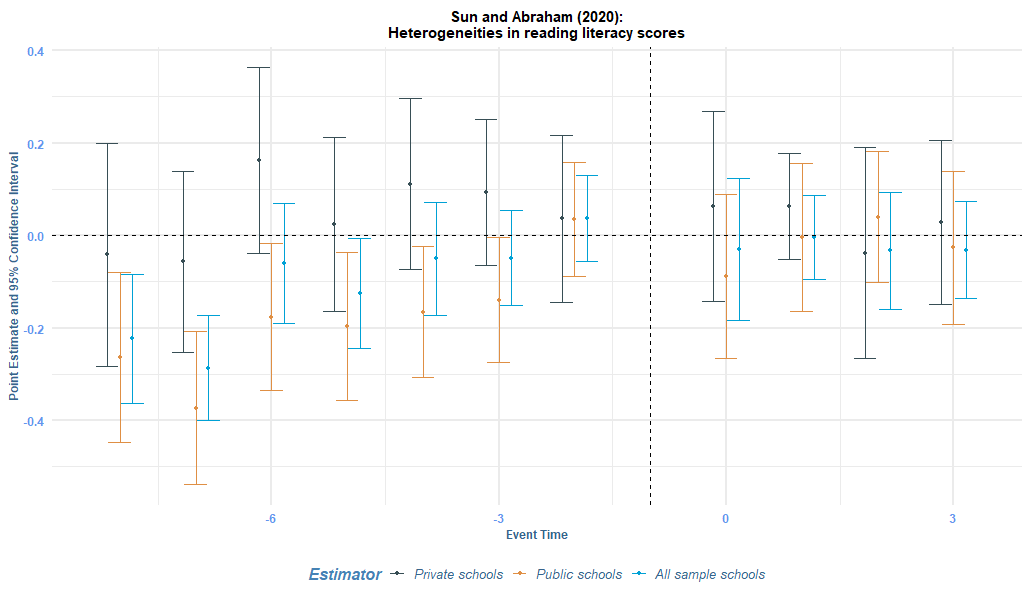 Sun and Abraham (2020):
Heterogeneities in reading literacy scores
Point Estimate and 95% Confidence Interval
0.4
0.2
0.0
-0.2
-0.4
-6
-3
0
3
Event Time
Estimator Private schools Public schools All sample schools